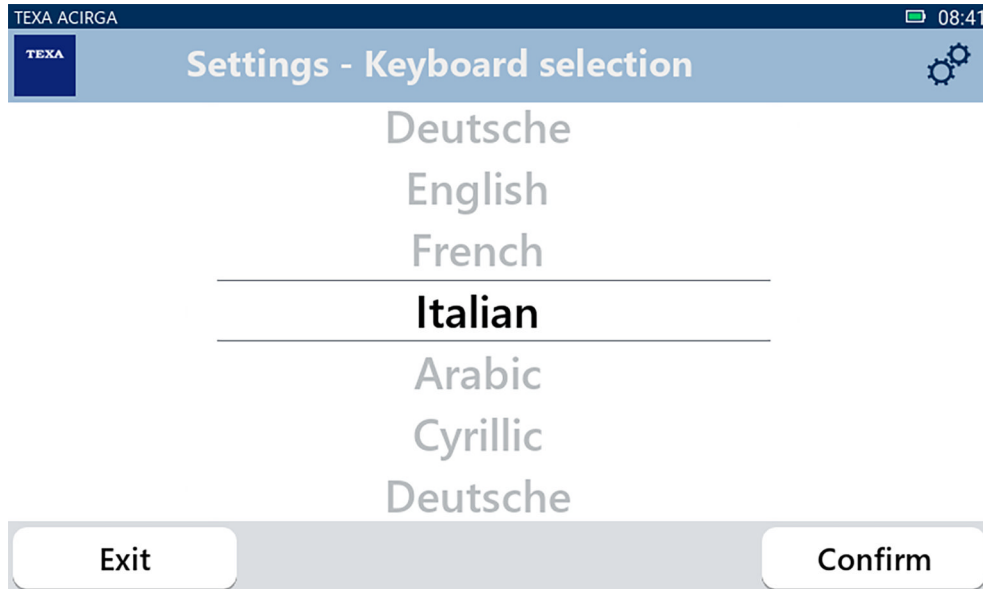 TEXA ACIRGA 08:41
TEXA
Settings - Keyboard selection
Deutsche
English
French
Italian
Arabic
Cyrillic
Deutsche
Exit
Confirm